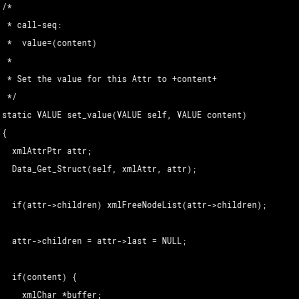 /*
 * call-seq:
 *  value=(content)
 *
 * Set the value for this Attr to +content+
 */
static VALUE set_value(VALUE self, VALUE content)
{
  xmlAttrPtr attr;
  Data_Get_Struct(self, xmlAttr, attr);
  if(attr->children) xmlFreeNodeList(attr->children);
  attr->children = attr->last = NULL;
  if(content) {
    xmlChar *buffer;